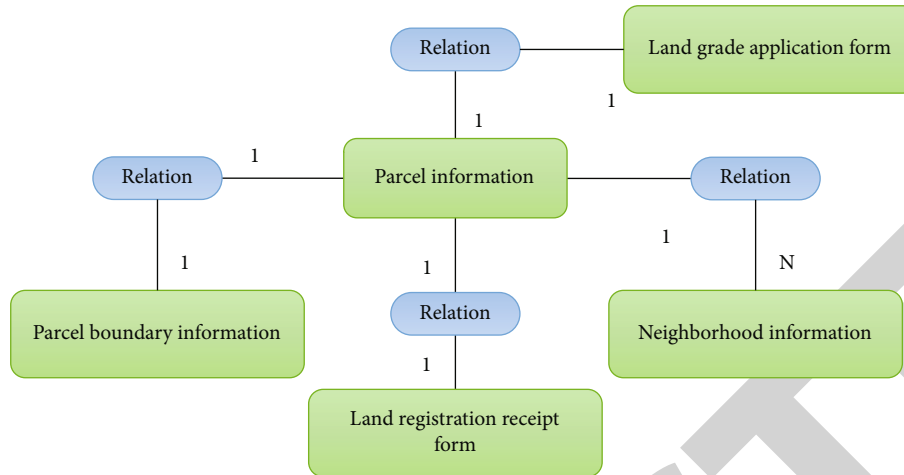 Relation
Land grade application form
1
1
1
Relation
Parcel information
Relation
1
1
1
N
Parcel boundary information
Relation
Neighborhood information
1
Land registration receipt
form